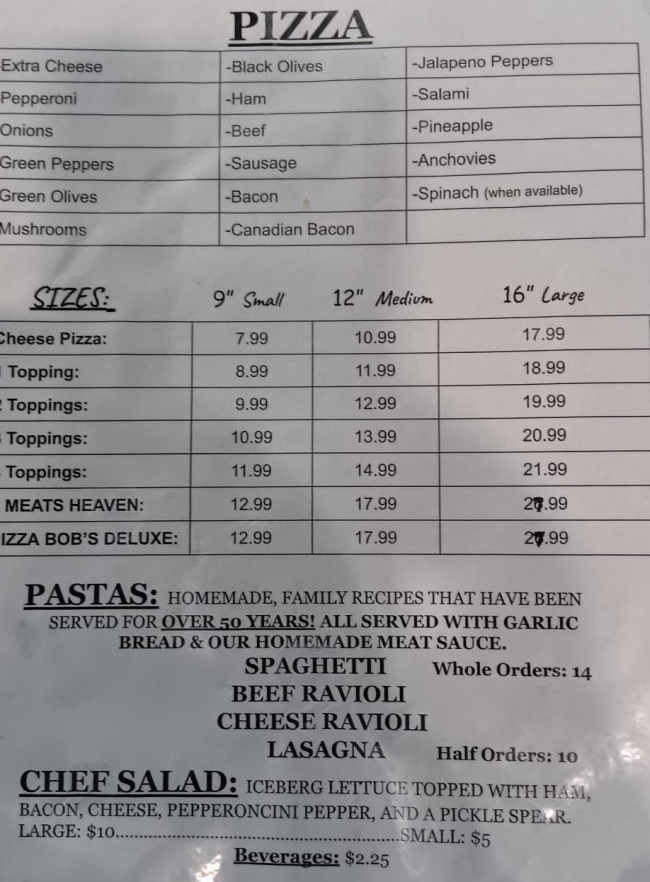 PIZZA
Extra Cheese -Black Olives -Jalapeno Peppers
Pepperoni -Ham -Salami
Onions -Beef -Pineapple
Green Peppers -Sausage -Anchovies
Green Olives -Bacon -Spinach (when available)
Mushrooms -Canadian Bacon
SIZES: 9" Small 12" Medium 16" Large
Cheese Pizza: 7.99 10.99 17.99
Topping: 8.99 11.99 18.99
Toppings: 9.99 12.99 19.99
Toppings: 10.99 13.99 20.99
Toppings: 11.99 14.99 21.99
MEATS HEAVEN: 12.99 17.99
IZZA BOB'S DELUXE: 12.99 17.99
PASTAS: HOMEMADE, FAMILY RECIPES THAT HAVE BEEN
SERVED FOR OVER 50 YEARS! ALL SERVED WITH GARLIC
BREAD & OUR HOMEMADE MEAT SAUCE.
SPAGHETTI Whole Orders: 14
BEEF RAVIOLI
CHEESE RAVIOLI
LASAGNA Half Orders: 10
CHEF SALAD: ICEBERG LETTUCE TOPPED WITH HAM,
BACON, CHEESE, PEPPERONCINI PEPPER, AND A PICKLE SPEAR.
LARGE: $10............................................................SMALL: $5
Beverages: $2.25